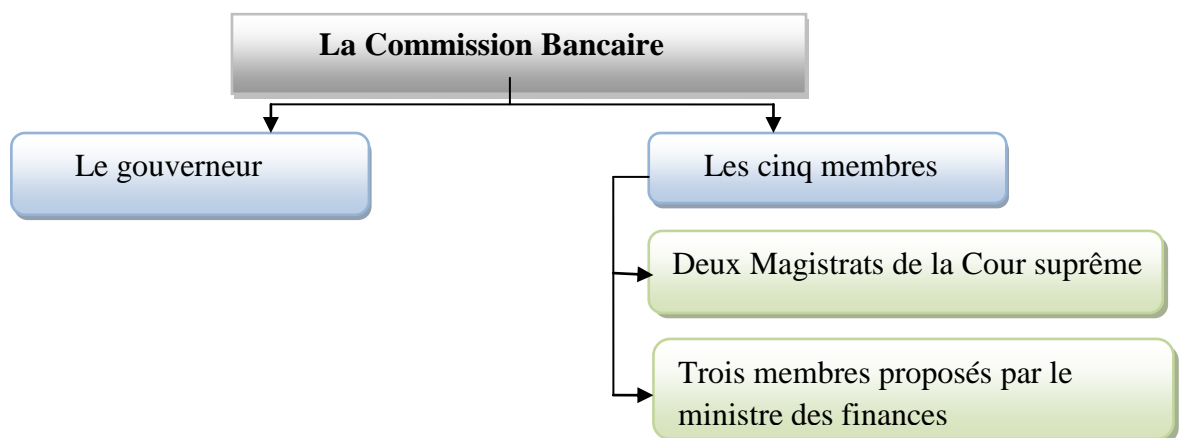 La Commission Bancaire
Le gouverneur
Les cinq membres
Deux Magistrats de la Cour suprême
Trois membres proposés par le
ministre des finances